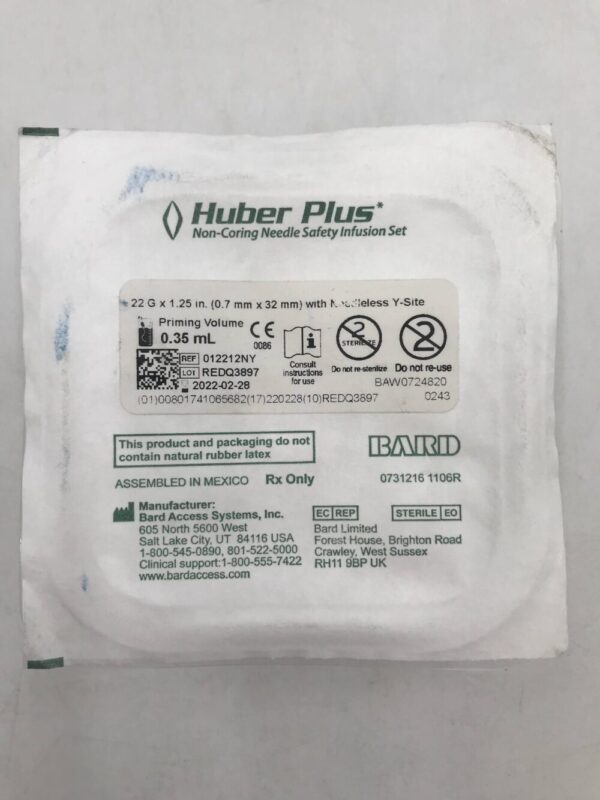 Huber Plus*
Non-Coring Needle Safety Infusion Set
22 G x 1.25 in. (0.7 mm x 32 mm) with Y-Site
Priming Volume
0.35 mL
CE
0086
REF 012212NY
LOT REDQ3897
2022-02-28
Consult
instructions
for use
2
STERILIZE
Do not re-sterilize
2
Do not re-use
BAW0724820
(01)00801741065682(17)220228(10)REDQ3897
0243
This product and packaging do not
contain natural rubber latex
BARD
ASSEMBLED IN MEXICO Rx Only
0731216 1106R
Manufacturer:
Bard Access Systems, Inc.
605 North 5600 West
Salt Lake City, UT 84116 USA
1-800-545-0890, 801-522-5000
Clinical support:1-800-555-7422
www.bardaccess.com
EC REP
Bard Limited
Forest House, Brighton Road
Crawley, West Sussex
RH11 9BP UK
STERILE EO